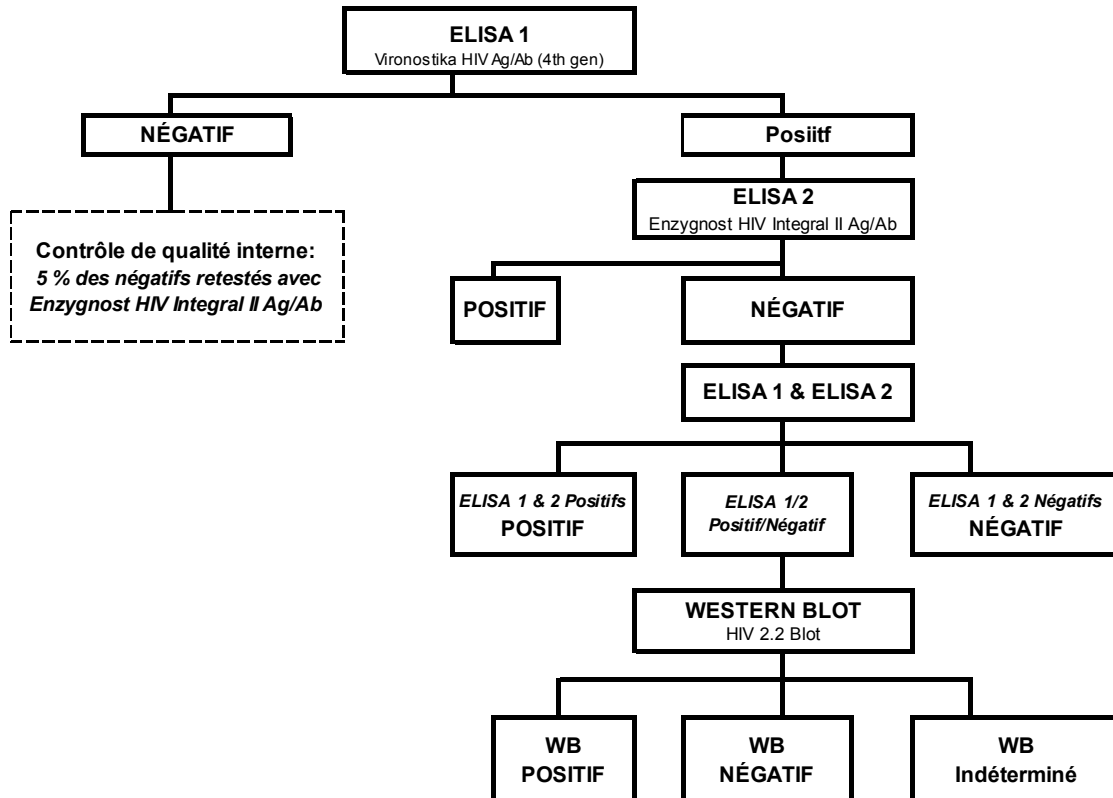 ELISA 1
Vironostika HIV Ag/Ab (4th gen)
NÉGATIF
Posiitf
ELISA 2
Enzygnost HIV Integral II Ag/Ab
Contrôle de qualité interne:
5 % des négatifs retestés avec
Enzygnost HIV Integral II Ag/Ab
POSITIF
NÉGATIF
ELISA 1 & ELISA 2
ELISA 1 & 2 Positifs
POSITIF
ELISA 1/2
Positif/Négatif
ELISA 1 & 2 Négatifs
NÉGATIF
WESTERN BLOT
HIV 2.2 Blot
WB
POSITIF
WB
NÉGATIF
WB
Indéterminé